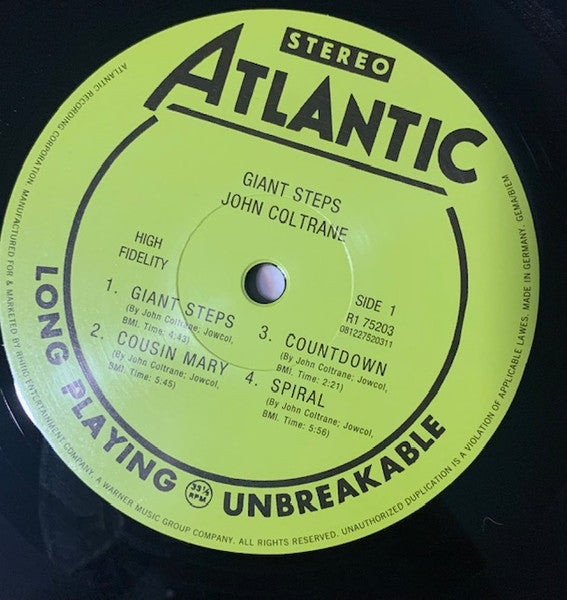 STEREO
ATLANTIC
GIANT STEPS
JOHN COLTRANE
HIGH
FIDELITY
SIDE 1
R1 75203
081227520311
1. GIANT STEPS
(By John Coltrane; Jowcol,
BMI. Time: 4:43)
2. COUSIN MARY
(By John Coltrane; Jowcol,
BMI. Time: 5:45)
3. COUNTDOWN
(By John Coltrane; Jowcol,
BMI. Time: 2:21)
4. SPIRAL
(By John Coltrane; Jowcol,
BMI. Time: 5:56)
LONG PLAYING 33⅓ RPM UNBREAKABLE
ATLANTIC RECORDING CORPORATION. MANUFACTURED FOR & MARKETED BY RHINO ENTERTAINMENT COMPANY. A WARNER MUSIC GROUP COMPANY. ALL RIGHTS RESERVED. UNAUTHORIZED DUPLICATION IS A VIOLATION OF APPLICABLE LAWES. MADE IN GERMANY. GEMA/BIEM